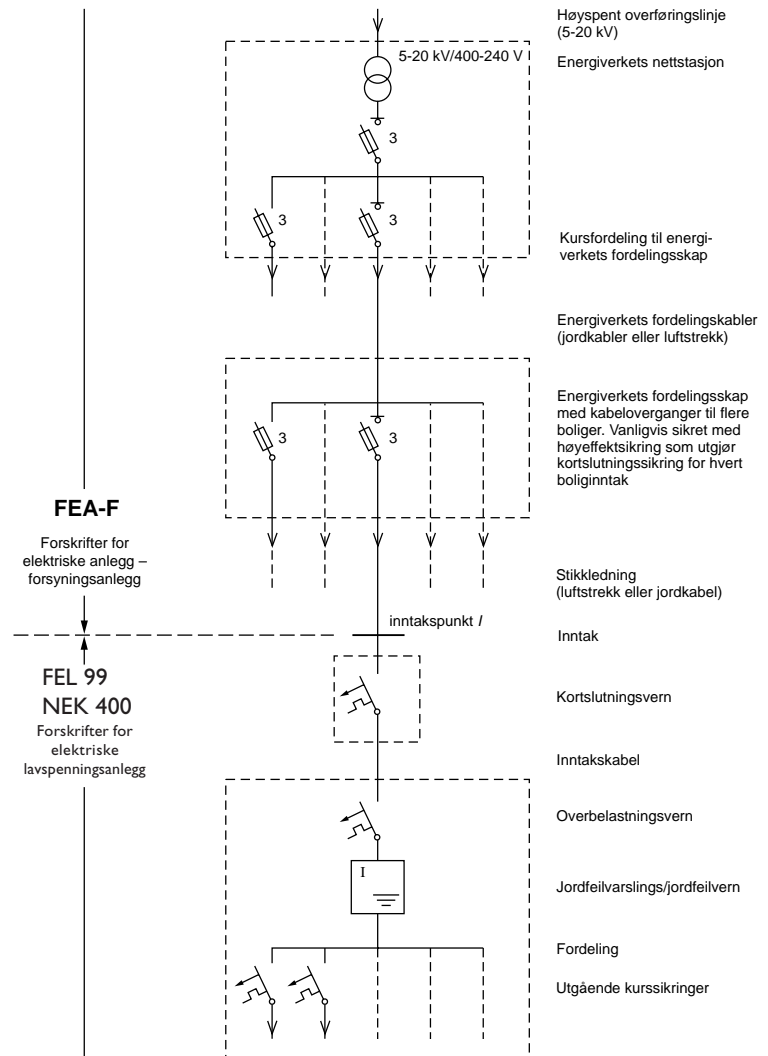 Høyspent overføringslinje
(5-20 kV)
5-20 kV/400-240 V
Energiverkets nettstasjon
3
3
3
Kursfordeling til energi-
verkets fordelingsskap
Energiverkets fordelingskabler
(jordkabler eller luftstrekk)
Energiverkets fordelingsskap
med kabeloverganger til flere
boliger. Vanligvis sikret med
høyeffektsikring som utgjør
kortslutningssikring for hvert
boliginntak
3
3
FEA-F
Forskrifter for
elektriske anlegg –
forsyningsanlegg
Stikkledning
(luftstrekk eller jordkabel)
inntakspunkt I
Inntak
FEL 99
NEK 400
Forskrifter for
elektriske
lavspenningsanlegg
Kortslutningsvern
Inntakskabel
Overbelastningsvern
I
Jordfeilvarslings/jordfeilvern
Fordeling
Utgående kurssikringer